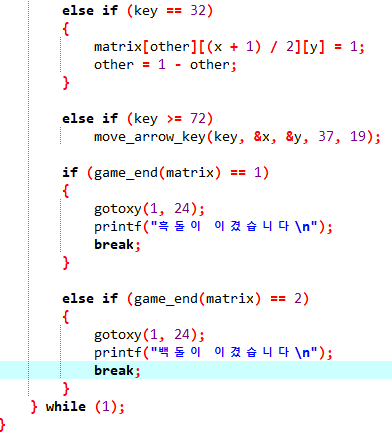 else if (key == 32)
{
matrix[other][(x + 1) / 2][y] = 1;
other = 1 - other;
}
else if (key >= 72)
move_arrow_key(key, &x, &y, 37, 19);
if (game_end(matrix) == 1)
{
gotoxy(1, 24);
printf("흑돌이 이겼습니다\n");
break;
}
else if (game_end(matrix) == 2)
{
gotoxy(1, 24);
printf("백돌이 이겼습니다\n");
break;
}
} while (1);
}